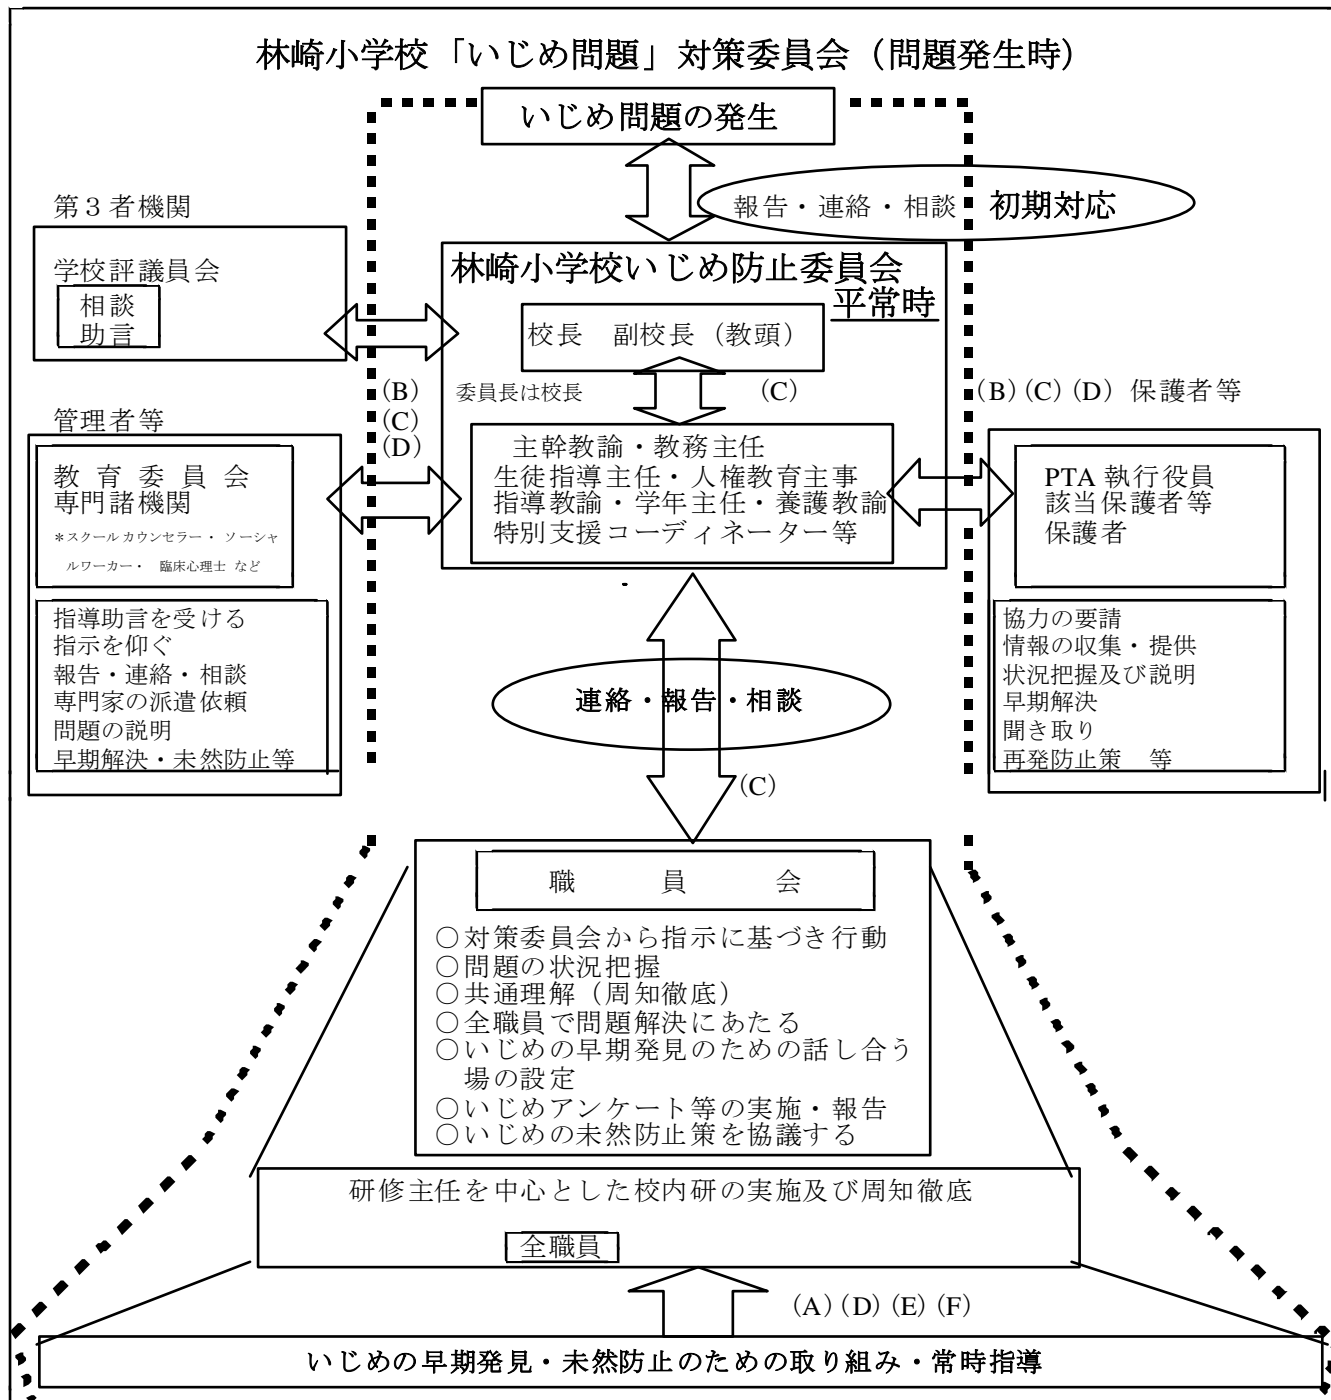 林崎小学校「いじめ問題」対策委員会（問題発生時）
いじめ問題の発生
報告・連絡・相談 初期対応
第３者機関
学校評議員会
相談
助言
林崎小学校いじめ防止委員会
平常時
校長　副校長（教頭）
委員長は校長
(C)
(B)
(C)
(D)
主幹教諭・教務主任
生徒指導主任・人権教育主事
指導教諭・学年主任・養護教諭
特別支援コーディネーター等
管理者等
教育委員会
専門諸機関
＊スクールカウンセラー・ソーシャ
ルワーカー・　臨床心理士 など
指導助言を受ける
指示を仰ぐ
報告・連絡・相談
専門家の派遣依頼
問題の説明
早期解決・未然防止等
(B)(C)(D) 保護者等
PTA 執行役員
該当保護者等
保護者
協力の要請
情報の収集・提供
状況把握及び説明
早期解決
聞き取り
再発防止策　等
連絡・報告・相談
(C)
職　員　会
○対策委員会から指示に基づき行動
○問題の状況把握
○共通理解（周知徹底）
○全職員で問題解決にあたる
○いじめの早期発見のための話し合う
場の設定
○いじめアンケート等の実施・報告
○いじめの未然防止策を協議する
研修主任を中心とした校内研の実施及び周知徹底
全職員
(A)(D)(E)(F)
いじめの早期発見・未然防止のための取り組み・常時指導